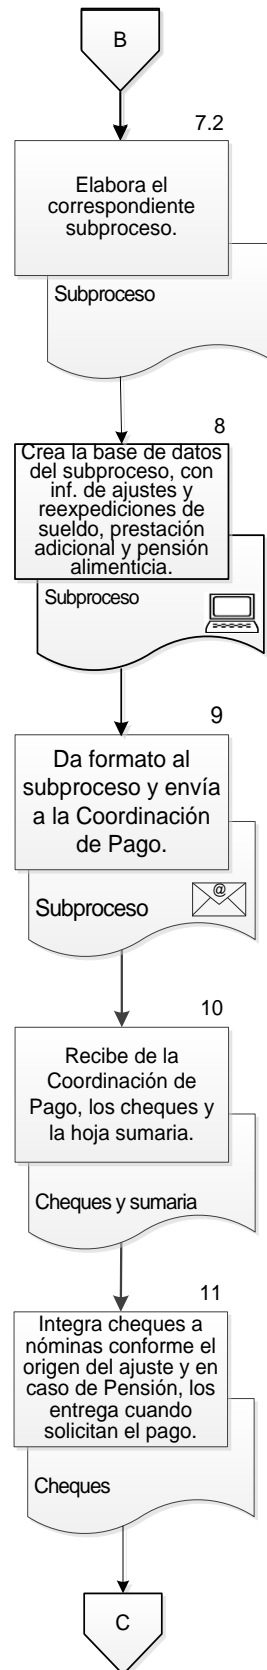 B
7.2
Elabora el
correspondiente
subproceso.
Subproceso
8
Crea la base de datos
del subproceso, con
inf. de ajustes y
reexpediciones de
sueldo, prestación
adicional y pensión
alimenticia.
Subproceso
9
Da formato al
subproceso y envía
a la Coordinación
de Pago.
@
Subproceso
10
Recibe de la
Coordinación de
Pago, los cheques y
la hoja sumaria.
Cheques y sumaria
11
Integra cheques a
nóminas conforme el
origen del ajuste y en
caso de Pensión, los
entrega cuando
solicitan el pago.
Cheques
C